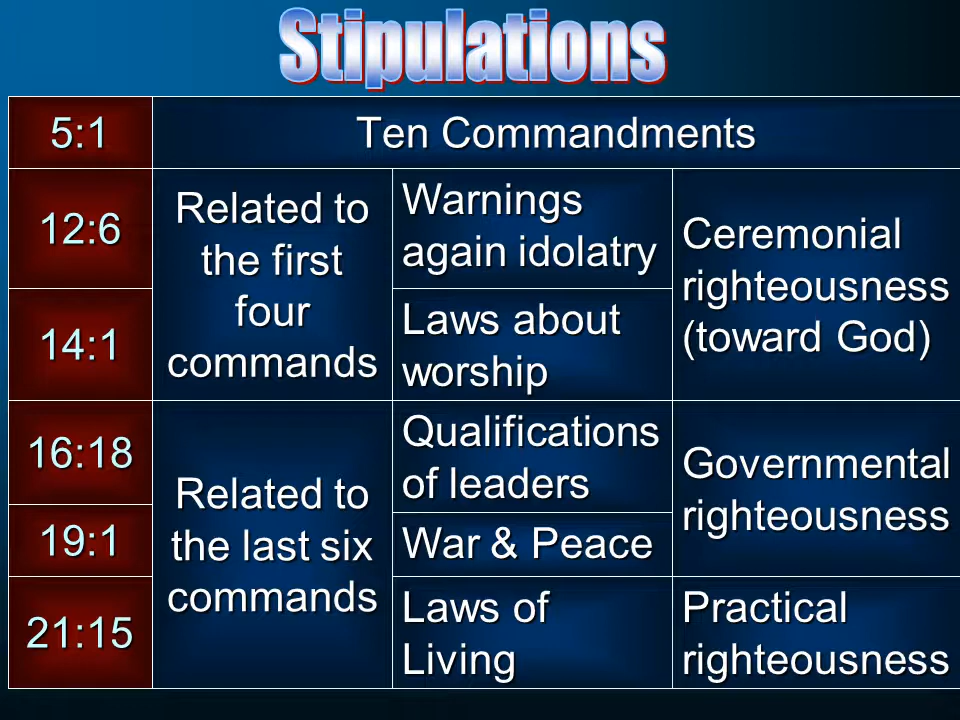 Stipulations
5:1
Ten Commandments
12:6
Related to
the first
four
commands
Warnings
again idolatry
Ceremonial
righteousness
(toward God)
14:1
Laws about
worship
16:18
Related to
the last six
commands
Qualifications
of leaders
Governmental
righteousness
19:1
War & Peace
21:15
Laws of
Living
Practical
righteousness